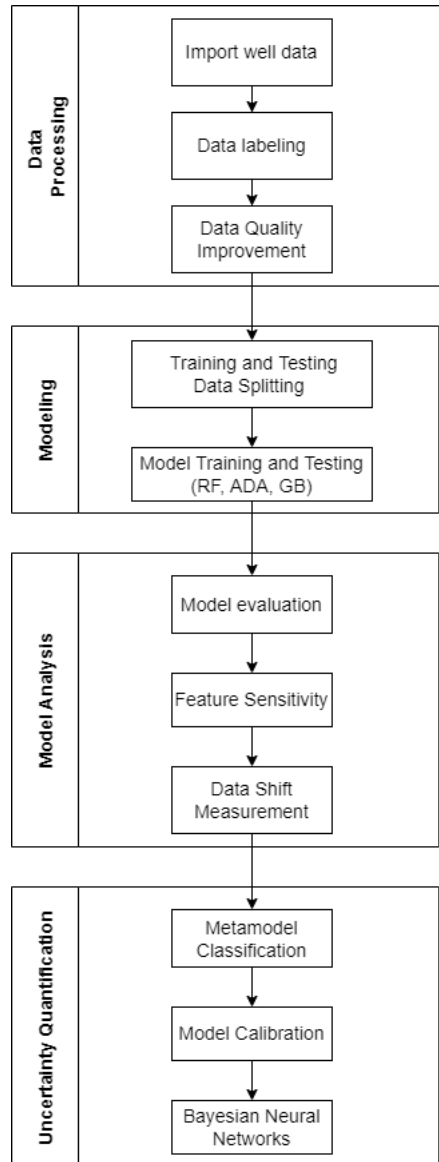 Data
Processing
Import well data
Data labeling
Data Quality
Improvement
Modeling
Training and Testing
Data Splitting
Model Training and Testing
(RF, ADA, GB)
Model Analysis
Model evaluation
Feature Sensitivity
Data Shift
Measurement
Uncertainty Quantification
Metamodel
Classification
Model Calibration
Bayesian Neural
Networks